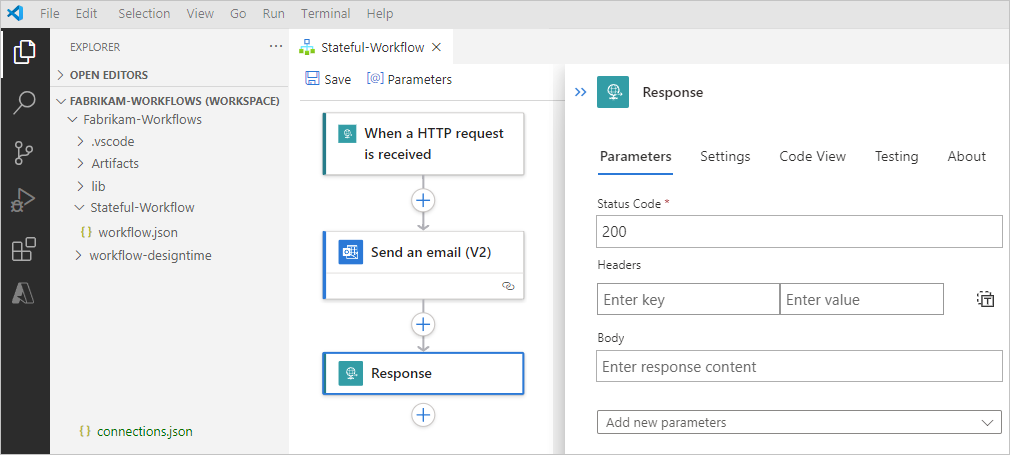 File Edit Selection View Go Run Terminal Help
EXPLORER
OPEN EDITORS
FABRIKAM-WORKFLOWS (WORKSPACE)
Fabrikam-Workflows
.vscode
Artifacts
lib
Stateful-Workflow
{} workflow.json
workflow-designtime
{} connections.json
Stateful-Workflow
Save [@] Parameters
When a HTTP request
is received
Send an email (V2)
Response
Response
Parameters Settings Code View Testing About
Status Code *
200
Headers
Enter key Enter value
Body
Enter response content
Add new parameters